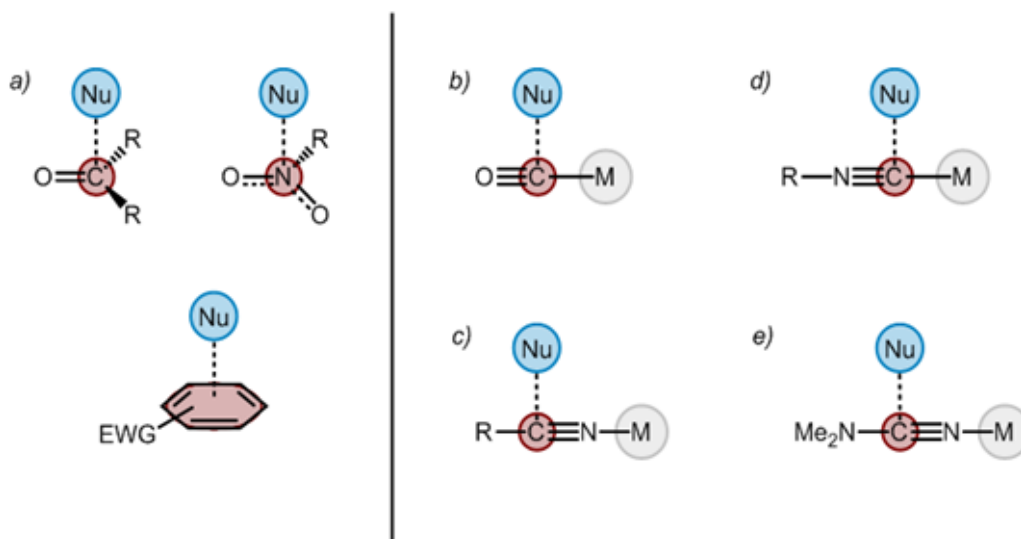 a)
Nu
Nu
R
O=C
R
R
O=N
O
Nu
EWG
b)
Nu
O≡C—M
d)
Nu
R—N≡C—M
c)
Nu
R—C≡N—M
e)
Nu
Me₂N—C≡N—M